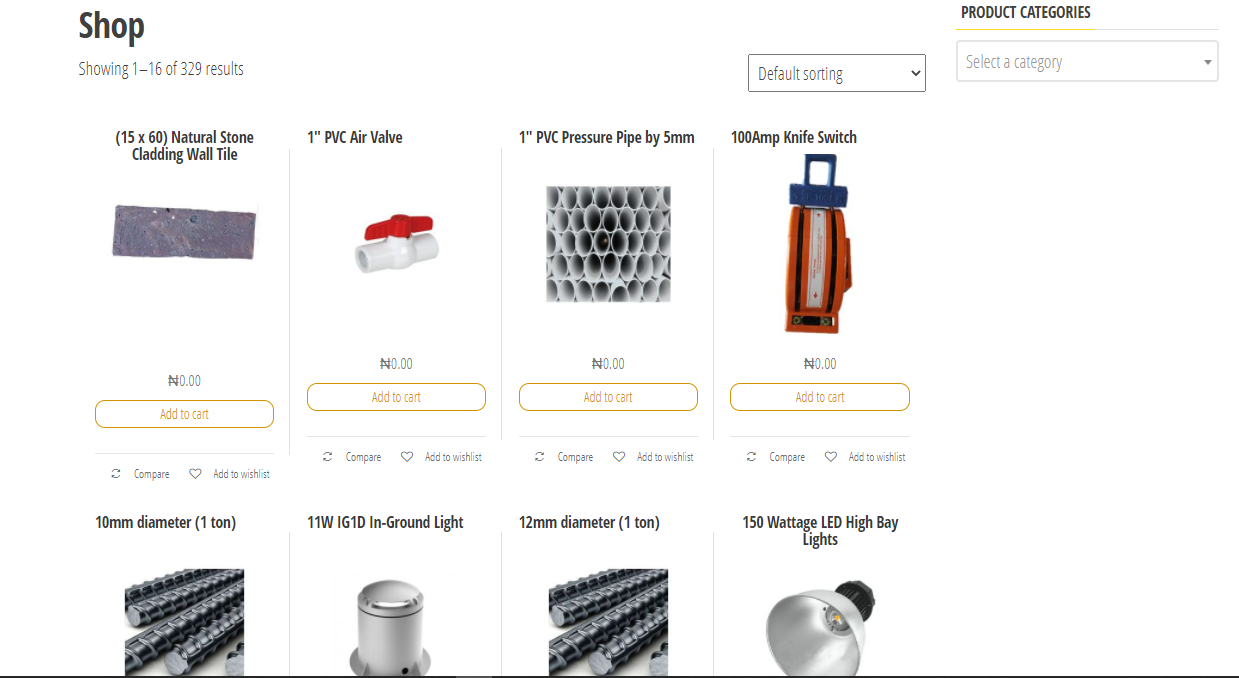 Shop
PRODUCT CATEGORIES
Showing 1–16 of 329 results
Default sorting
Select a category
(15 x 60) Natural Stone
Cladding Wall Tile
1" PVC Air Valve
1" PVC Pressure Pipe by 5mm
100Amp Knife Switch
₦0.00
Add to cart
Compare
Add to wishlist
₦0.00
Add to cart
Compare
Add to wishlist
₦0.00
Add to cart
Compare
Add to wishlist
₦0.00
Add to cart
Compare
Add to wishlist
10mm diameter (1 ton)
11W IG1D In-Ground Light
12mm diameter (1 ton)
150 Wattage LED High Bay
Lights